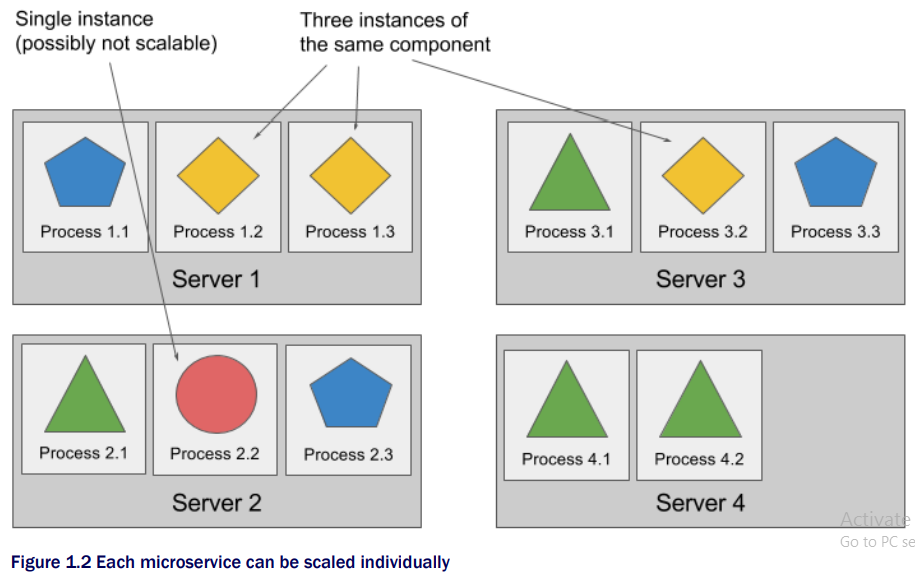 Single instance
(possibly not scalable)
Three instances of
the same component
Process 1.1
Process 1.2
Process 1.3
Server 1
Process 3.1
Process 3.2
Process 3.3
Server 3
Process 2.1
Process 2.2
Process 2.3
Server 2
Process 4.1
Process 4.2
Server 4
Activate
Go to PC se
Figure 1.2 Each microservice can be scaled individually